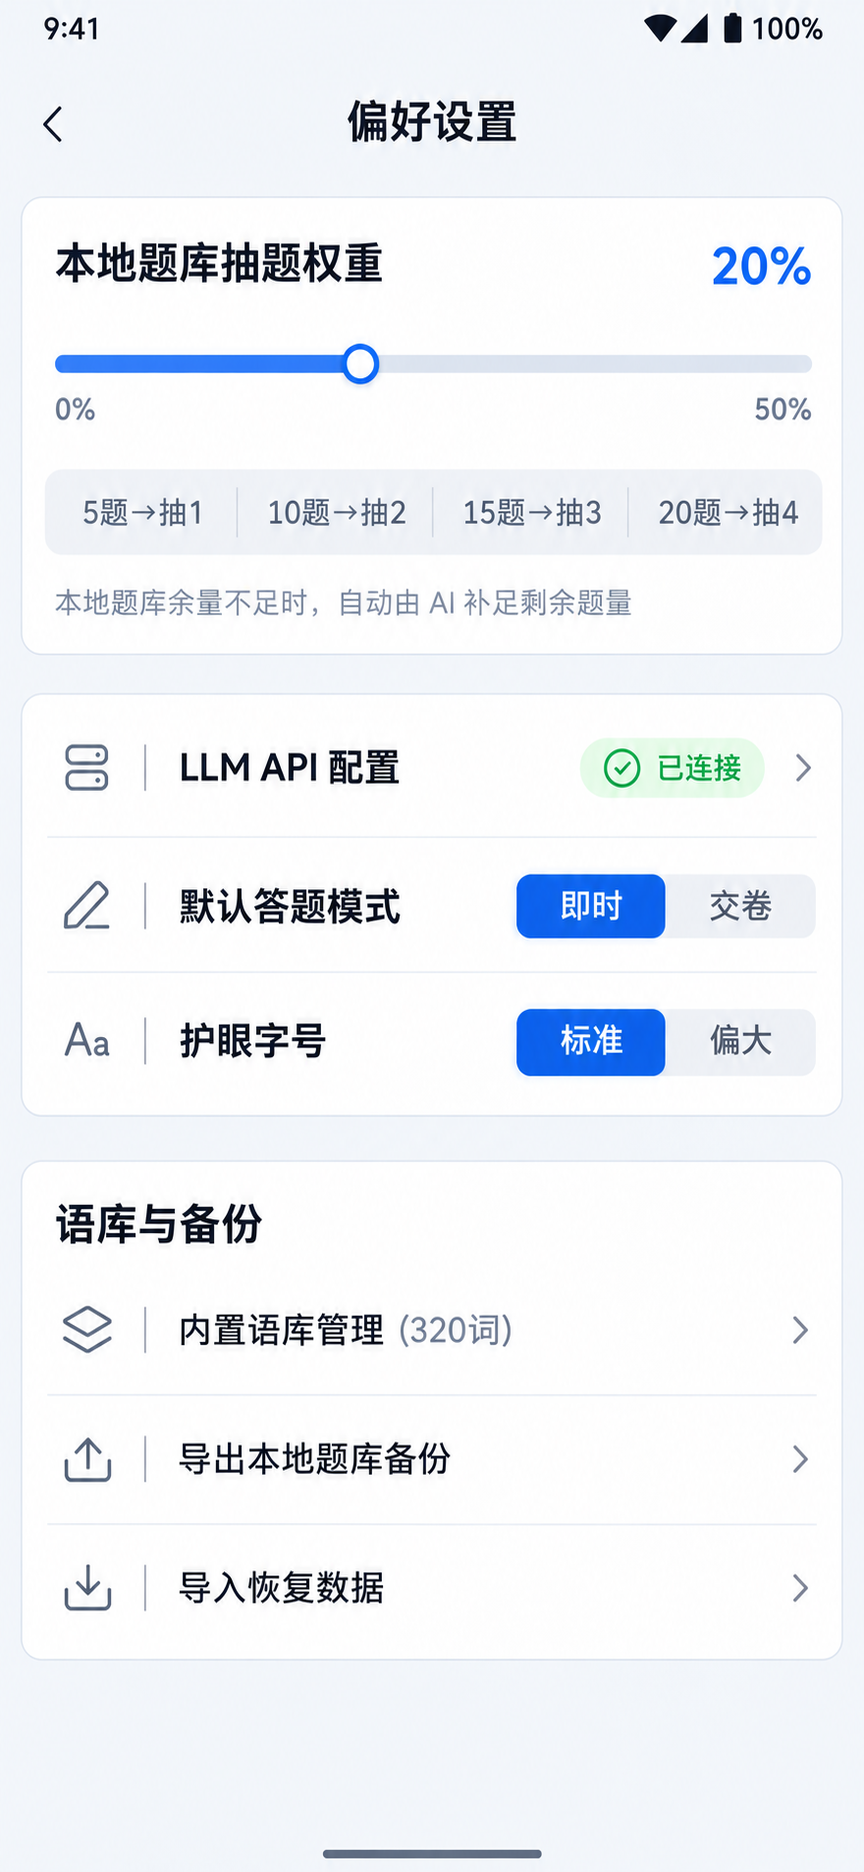 9:41 100%
偏好设置
本地题库抽题权重 20%
0% 50%
5题→抽1 10题→抽2 15题→抽3 20题→抽4
本地题库余量不足时，自动由 AI 补足剩余题量
LLM API 配置 已连接
默认答题模式 即时 交卷
Aa 护眼字号 标准 偏大
语库与备份
内置语库管理 (320词)
导出本地题库备份
导入恢复数据